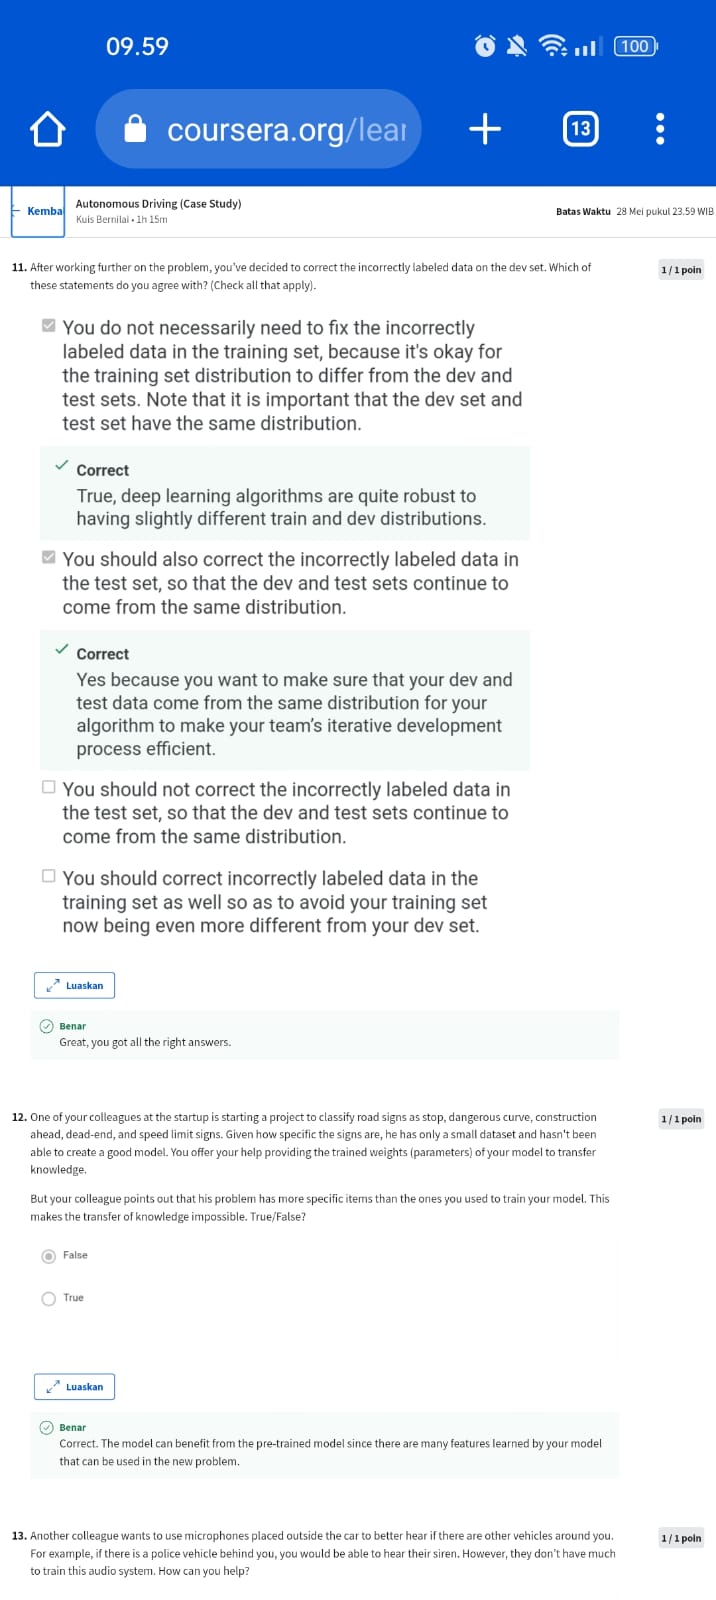 09.59
100
coursera.org/lear
13
Kemba
Autonomous Driving (Case Study)
Kuis Bernilai • 1h 15m
Batas Waktu 28 Mei pukul 23.59 WIB
11. After working further on the problem, you've decided to correct the incorrectly labeled data on the dev set. Which of
these statements do you agree with? (Check all that apply).
1 / 1 poin
You do not necessarily need to fix the incorrectly
labeled data in the training set, because it's okay for
the training set distribution to differ from the dev and
test sets. Note that it is important that the dev set and
test set have the same distribution.
Correct
True, deep learning algorithms are quite robust to
having slightly different train and dev distributions.
You should also correct the incorrectly labeled data in
the test set, so that the dev and test sets continue to
come from the same distribution.
Correct
Yes because you want to make sure that your dev and
test data come from the same distribution for your
algorithm to make your team's iterative development
process efficient.
You should not correct the incorrectly labeled data in
the test set, so that the dev and test sets continue to
come from the same distribution.
You should correct incorrectly labeled data in the
training set as well so as to avoid your training set
now being even more different from your dev set.
Luaskan
Benar
Great, you got all the right answers.
12. One of your colleagues at the startup is starting a project to classify road signs as stop, dangerous curve, construction
ahead, dead-end, and speed limit signs. Given how specific the signs are, he has only a small dataset and hasn't been
able to create a good model. You offer your help providing the trained weights (parameters) of your model to transfer
knowledge.
1 / 1 poin
But your colleague points out that his problem has more specific items than the ones you used to train your model. This
makes the transfer of knowledge impossible. True/False?
False
True
Luaskan
Benar
Correct. The model can benefit from the pre-trained model since there are many features learned by your model
that can be used in the new problem.
13. Another colleague wants to use microphones placed outside the car to better hear if there are other vehicles around you.
For example, if there is a police vehicle behind you, you would be able to hear their siren. However, they don't have much
to train this audio system. How can you help?
1 / 1 poin